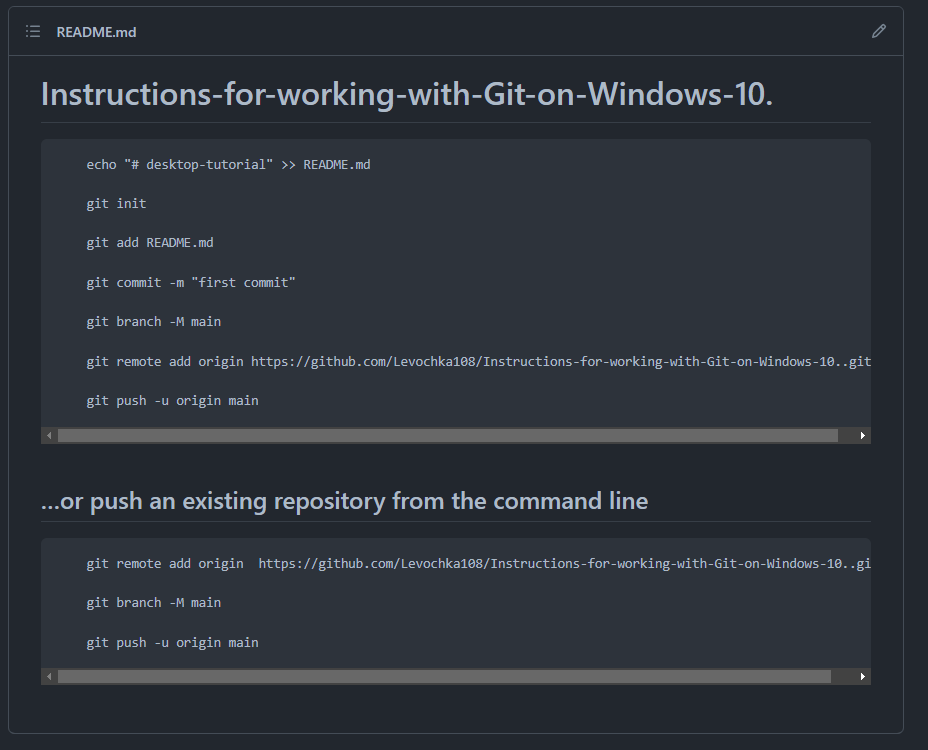 README.md
Instructions-for-working-with-Git-on-Windows-10.
echo "# desktop-tutorial" >> README.md
git init
git add README.md
git commit -m "first commit"
git branch -M main
git remote add origin https://github.com/Levochka108/Instructions-for-working-with-Git-on-Windows-10..git
git push -u origin main
...or push an existing repository from the command line
git remote add origin  https://github.com/Levochka108/Instructions-for-working-with-Git-on-Windows-10..gi
git branch -M main
git push -u origin main